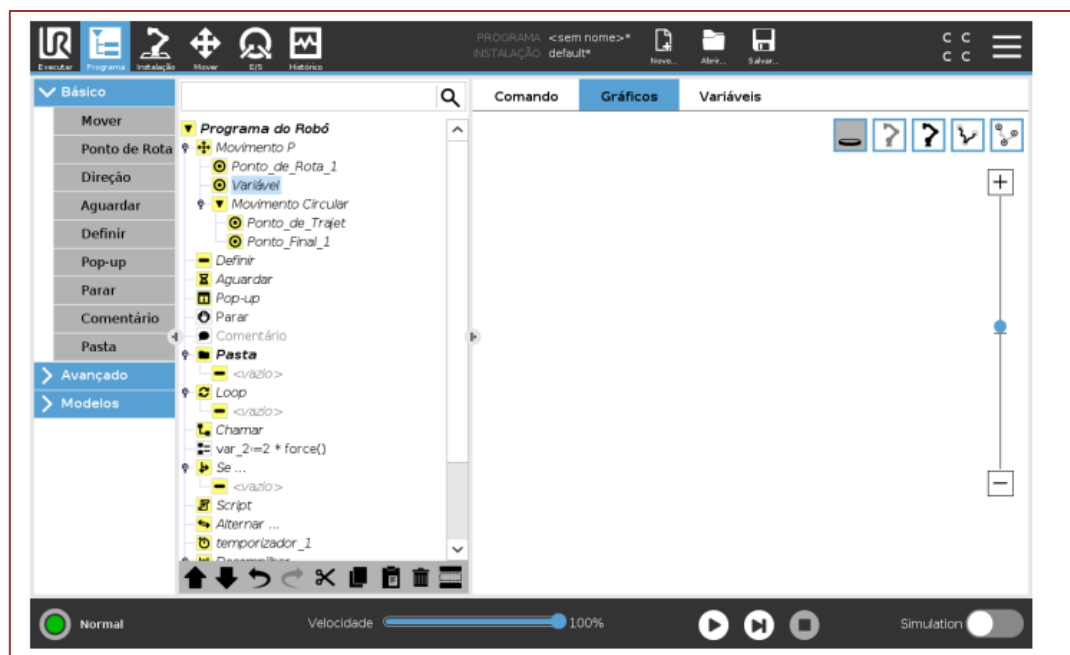 UR
Executar
Programa
Instalação
Mover
E/S
Histórico
PROGRAMA <sem nome>*
INSTALAÇÃO default*
Novo...
Abrir...
Salvar...
C C
C C
Básico
Mover
Ponto de Rota
Direção
Aguardar
Definir
Pop-up
Parar
Comentário
Pasta
Avançado
Modelos
Programa do Robô
Movimento P
Ponto_de_Rota_1
Variável
Movimento Circular
Ponto_de_Trajet
Ponto_Final_1
Definir
Aguardar
Pop-up
Parar
Comentário
Pasta
<vazio>
Loop
<vazio>
Chamar
var_2:=2 * force()
Se ...
<vazio>
Script
Alternar ...
temporizador_1
Comando
Gráficos
Variáveis
Normal
Velocidade
100%
Simulation